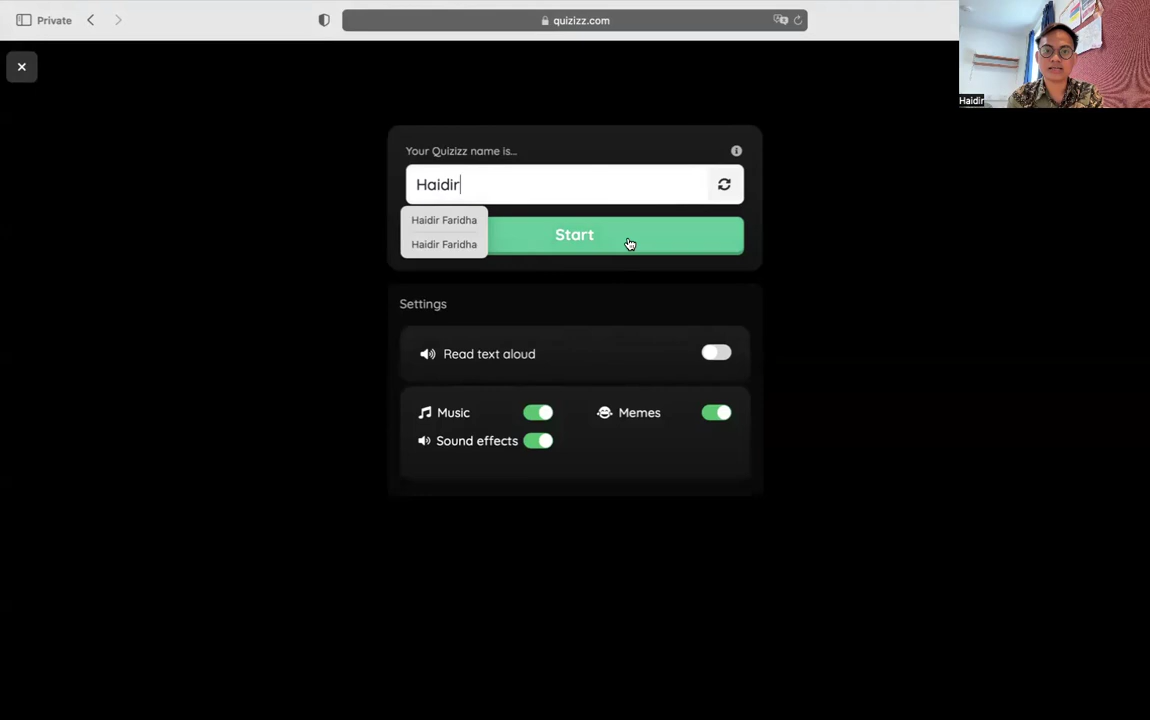 Private
quizizz.com
Haidir
Your Quizizz name is...
Haidir
Haidir Faridha
Haidir Faridha
Start
Settings
Read text aloud
Music
Memes
Sound effects